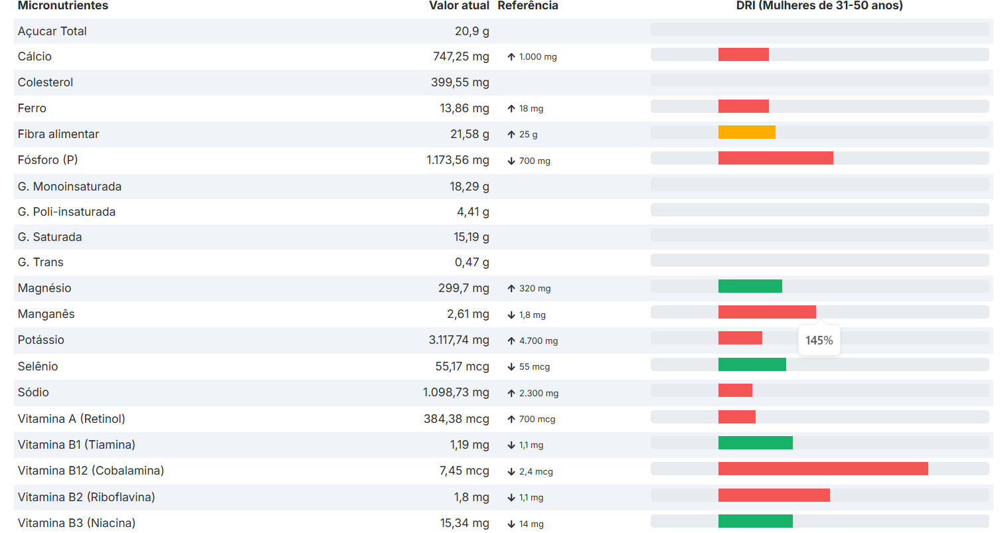 Micronutrientes Valor atual Referência DRI (Mulheres de 31-50 anos)
Açucar Total 20,9 g
Cálcio 747,25 mg ↑ 1.000 mg
Colesterol 399,55 mg
Ferro 13,86 mg ↑ 18 mg
Fibra alimentar 21,58 g ↑ 25 g
Fósforo (P) 1.173,56 mg ↓ 700 mg
G. Monoinsaturada 18,29 g
G. Poli-insaturada 4,41 g
G. Saturada 15,19 g
G. Trans 0,47 g
Magnésio 299,7 mg ↑ 320 mg
Manganês 2,61 mg ↓ 1,8 mg
Potássio 3.117,74 mg ↑ 4.700 mg 145%
Selênio 55,17 mcg ↓ 55 mcg
Sódio 1.098,73 mg ↑ 2.300 mg
Vitamina A (Retinol) 384,38 mcg ↑ 700 mcg
Vitamina B1 (Tiamina) 1,19 mg ↓ 1,1 mg
Vitamina B12 (Cobalamina) 7,45 mcg ↓ 2,4 mcg
Vitamina B2 (Riboflavina) 1,8 mg ↓ 1,1 mg
Vitamina B3 (Niacina) 15,34 mg ↓ 14 mg